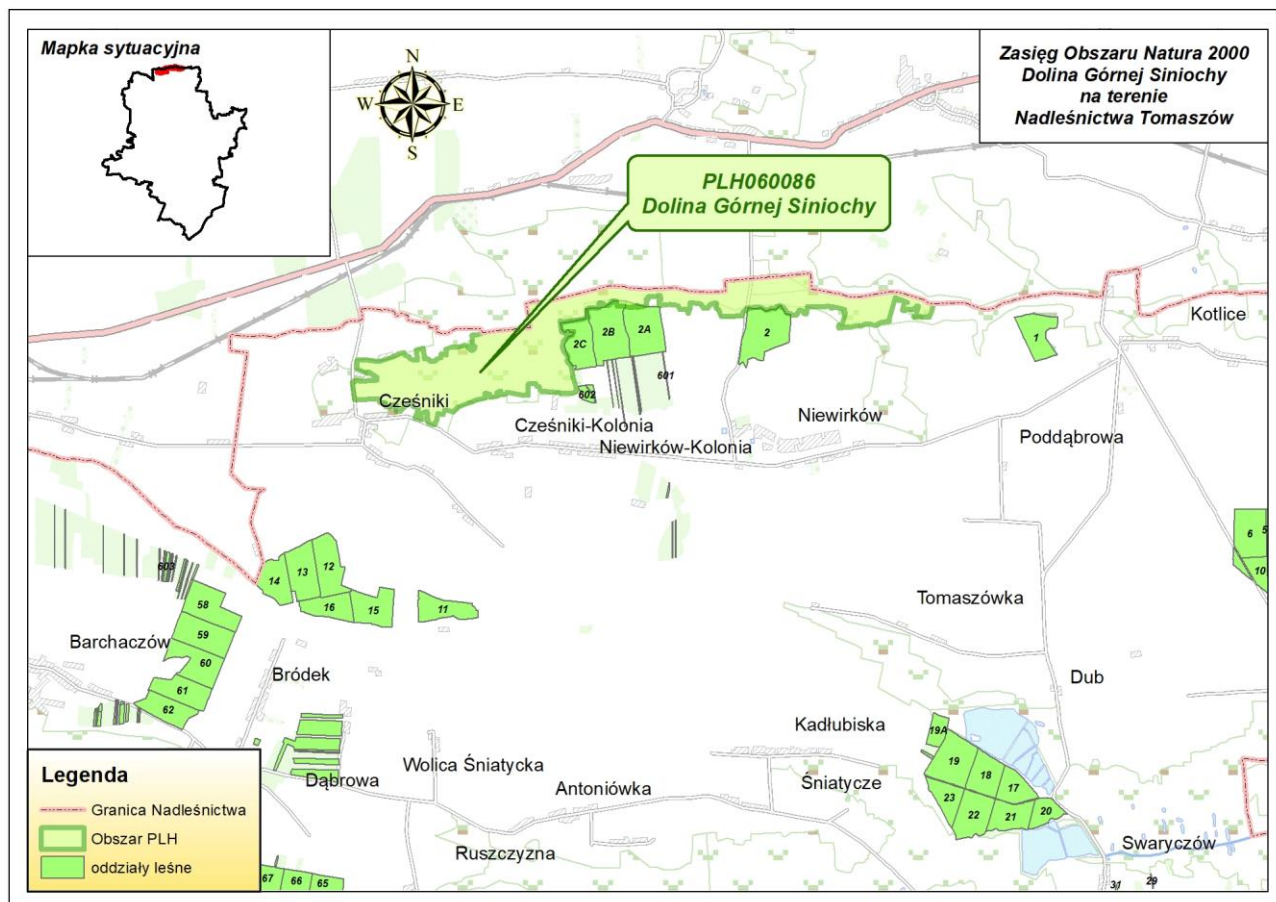 Mapka sytuacyjna
N
W
E
S
Zasięg Obszaru Natura 2000
Dolina Górnej Siniochy
na terenie
Nadleśnictwa Tomaszów
PLH060086
Dolina Górnej Siniochy
2C
2B
2A
2
1
Kotlice
602
601
Cześniki
Cześniki-Kolonia
Niewirków-Kolonia
Niewirków
Poddąbrowa
603
14
13
12
16
15
11
6
5
10
58
59
60
61
62
Barchaczów
Bródek
Tomaszówka
Dub
Kadłubiska
19A
19
18
17
23
22
21
20
Dąbrowa
Wolica Śniatycka
Antoniówka
Śniatycze
Ruszczyzna
Swaryczów
31
29
67
66
65
Legenda
Granica Nadleśnictwa
Obszar PLH
oddziały leśne